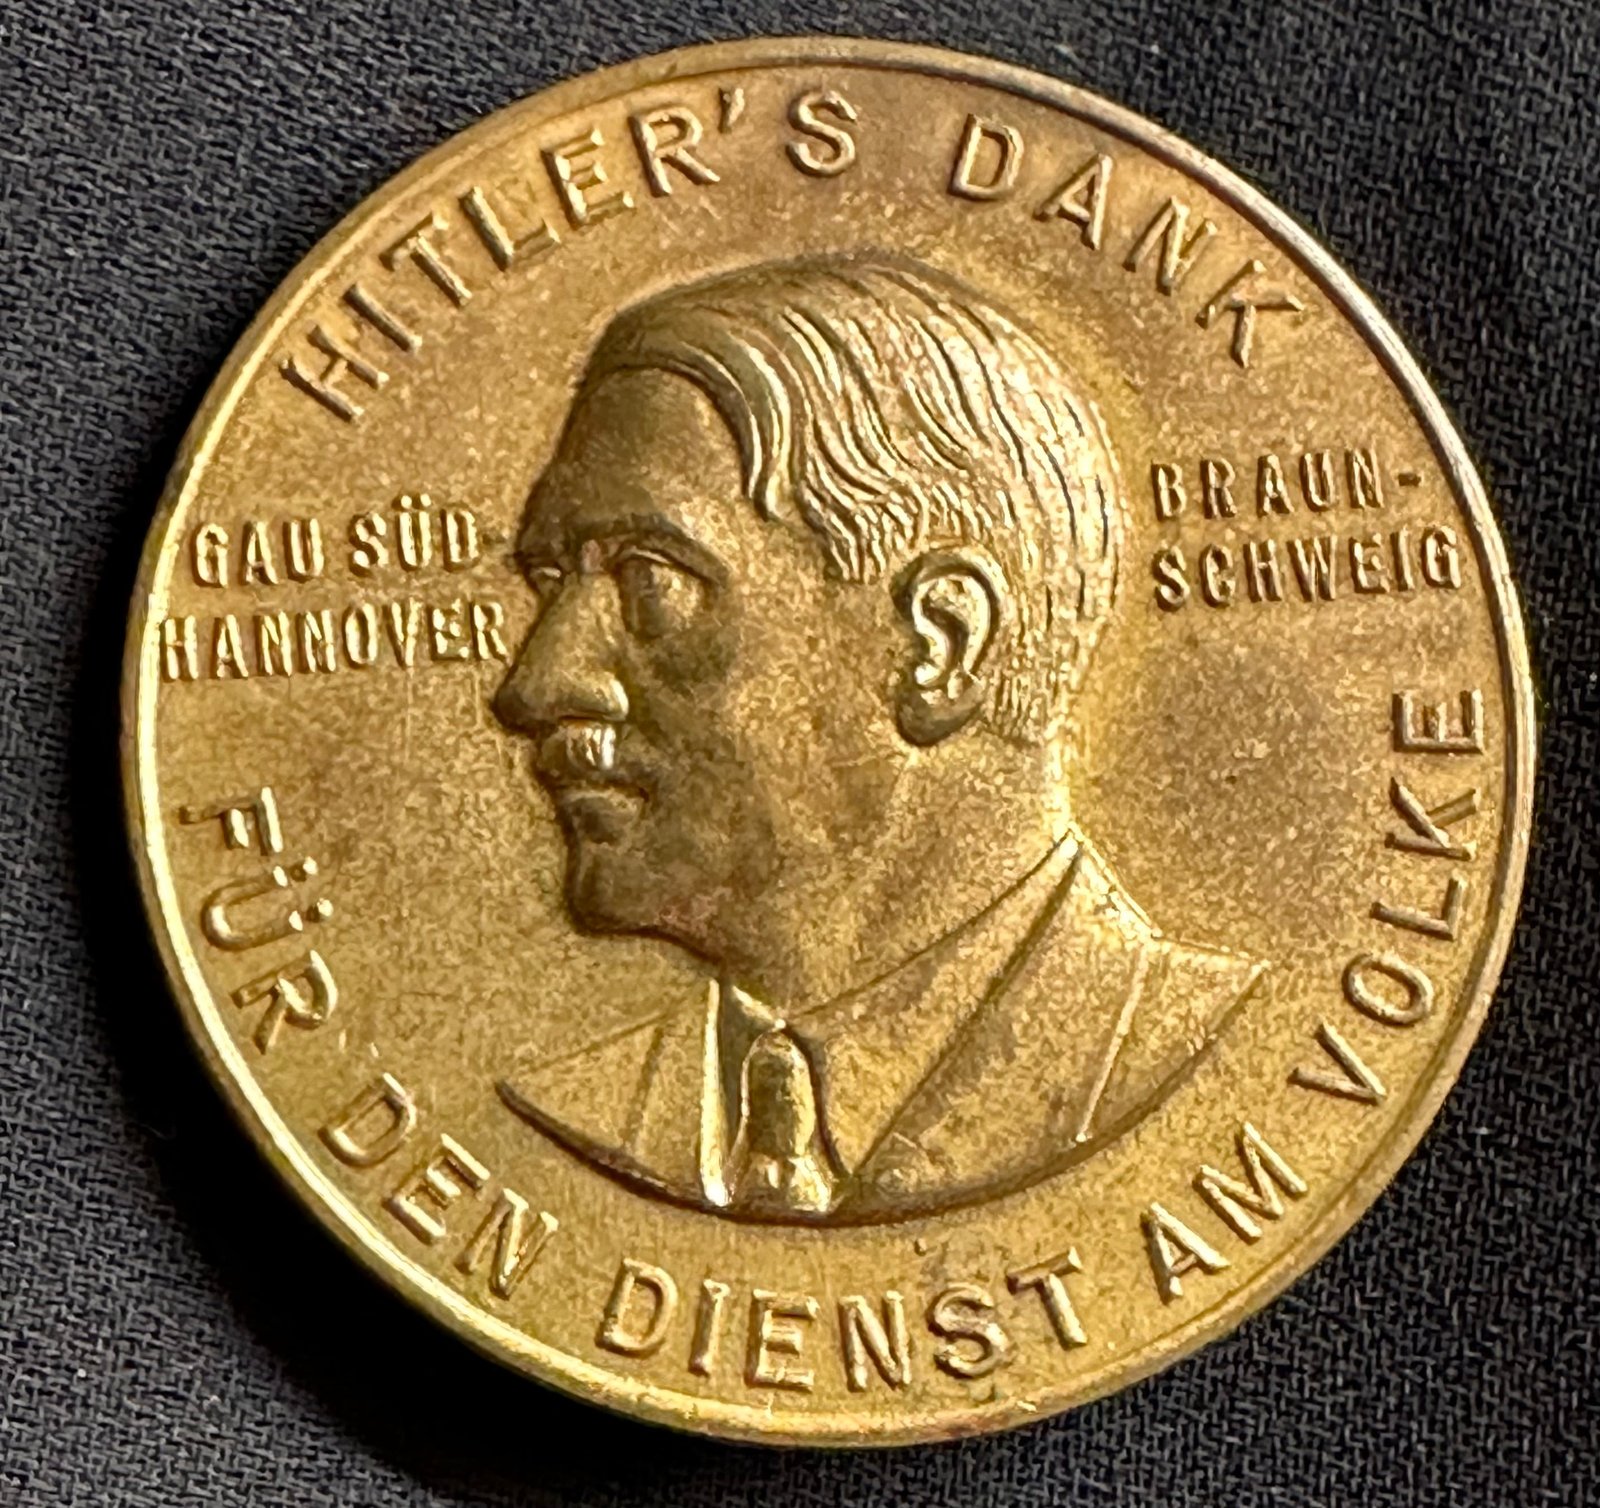 HITLER'S DANK
GAU SÜD-
HANNOVER
BRAUN-
SCHWEIG
FÜR DEN DIENST AM VOLKE